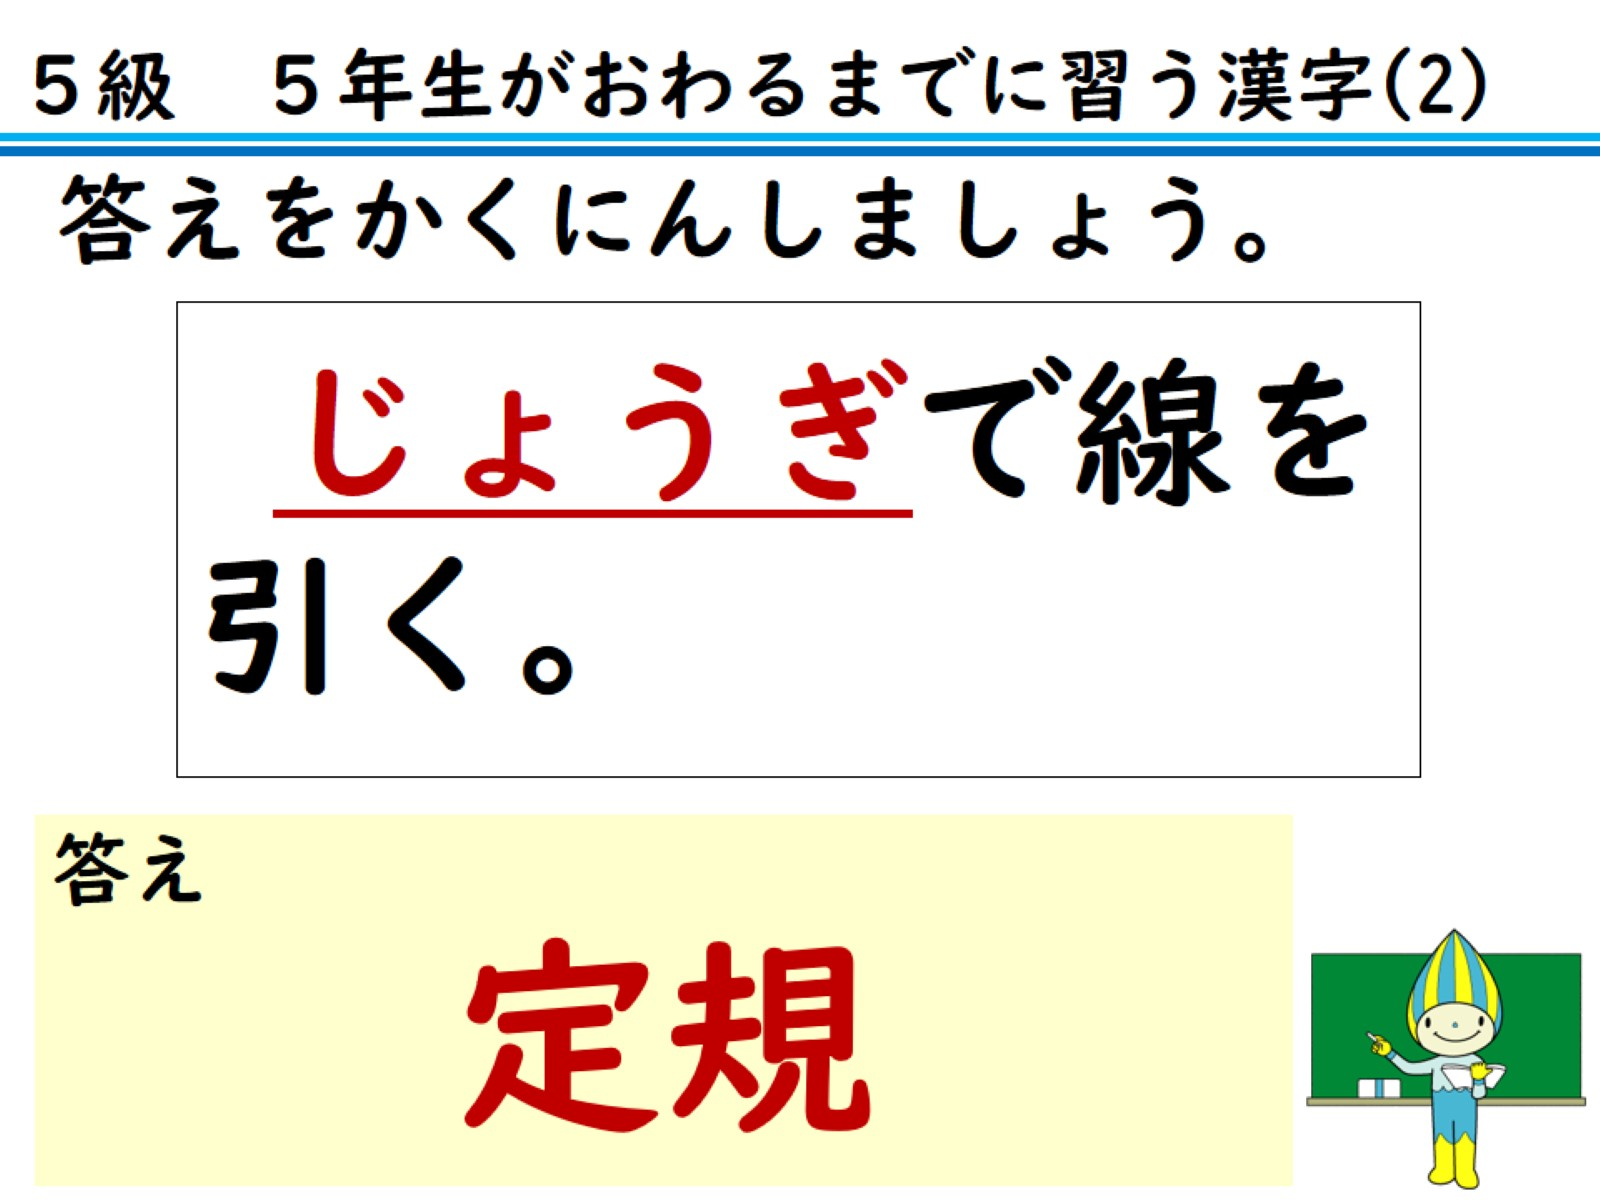 ５級　５年生がおわるまでに習う漢字(2)
答えをかくにんしましょう。
じょうぎで線を
引く。
答え
定規